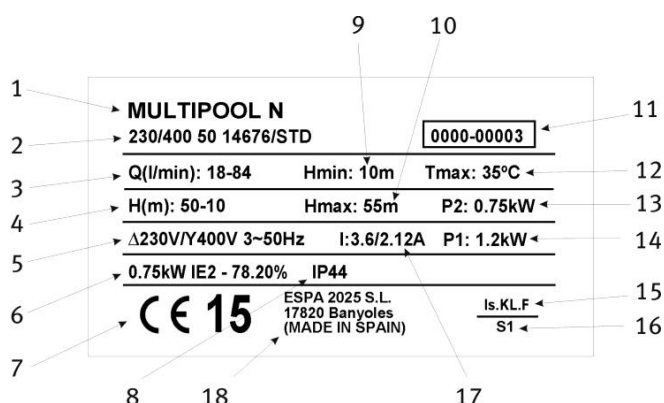 9 10
1 MULTIPOOL N 11
2 230/400 50 14676/STD 0000-00003
3 Q(l/min): 18-84 Hmin: 10m Tmax: 35ºC 12
4 H(m): 50-10 Hmax: 55m P2: 0.75kW 13
5 Δ230V/Y400V 3~50Hz I:3.6/2.12A P1: 1.2kW 14
6 0.75kW IE2 - 78.20% IP44
7 CE 15 ESPA 2025 S.L. Is.KL.F 15
17820 Banyoles
(MADE IN SPAIN) S1 16
8 18 17